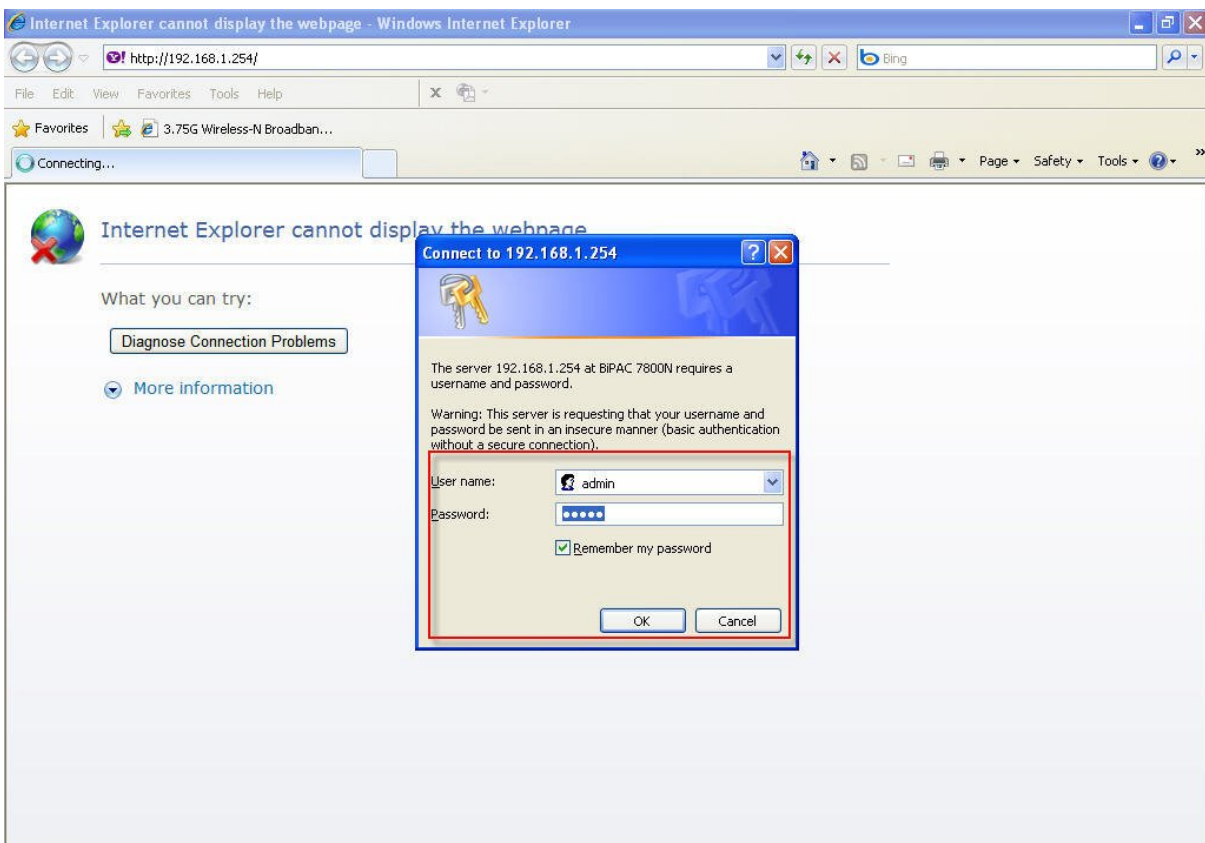 Internet Explorer cannot display the webpage - Windows Internet Explorer
http://192.168.1.254/
Bing
File Edit View Favorites Tools Help
Favorites 3.75G Wireless-N Broadban...
Connecting...
Page Safety Tools
Internet Explorer cannot display the webpage
Connect to 192.168.1.254
What you can try:
Diagnose Connection Problems
The server 192.168.1.254 at BiPAC 7800N requires a
username and password.
More information
Warning: This server is requesting that your username and
password be sent in an insecure manner (basic authentication
without a secure connection).
User name: admin
Password: •••••
Remember my password
OK Cancel